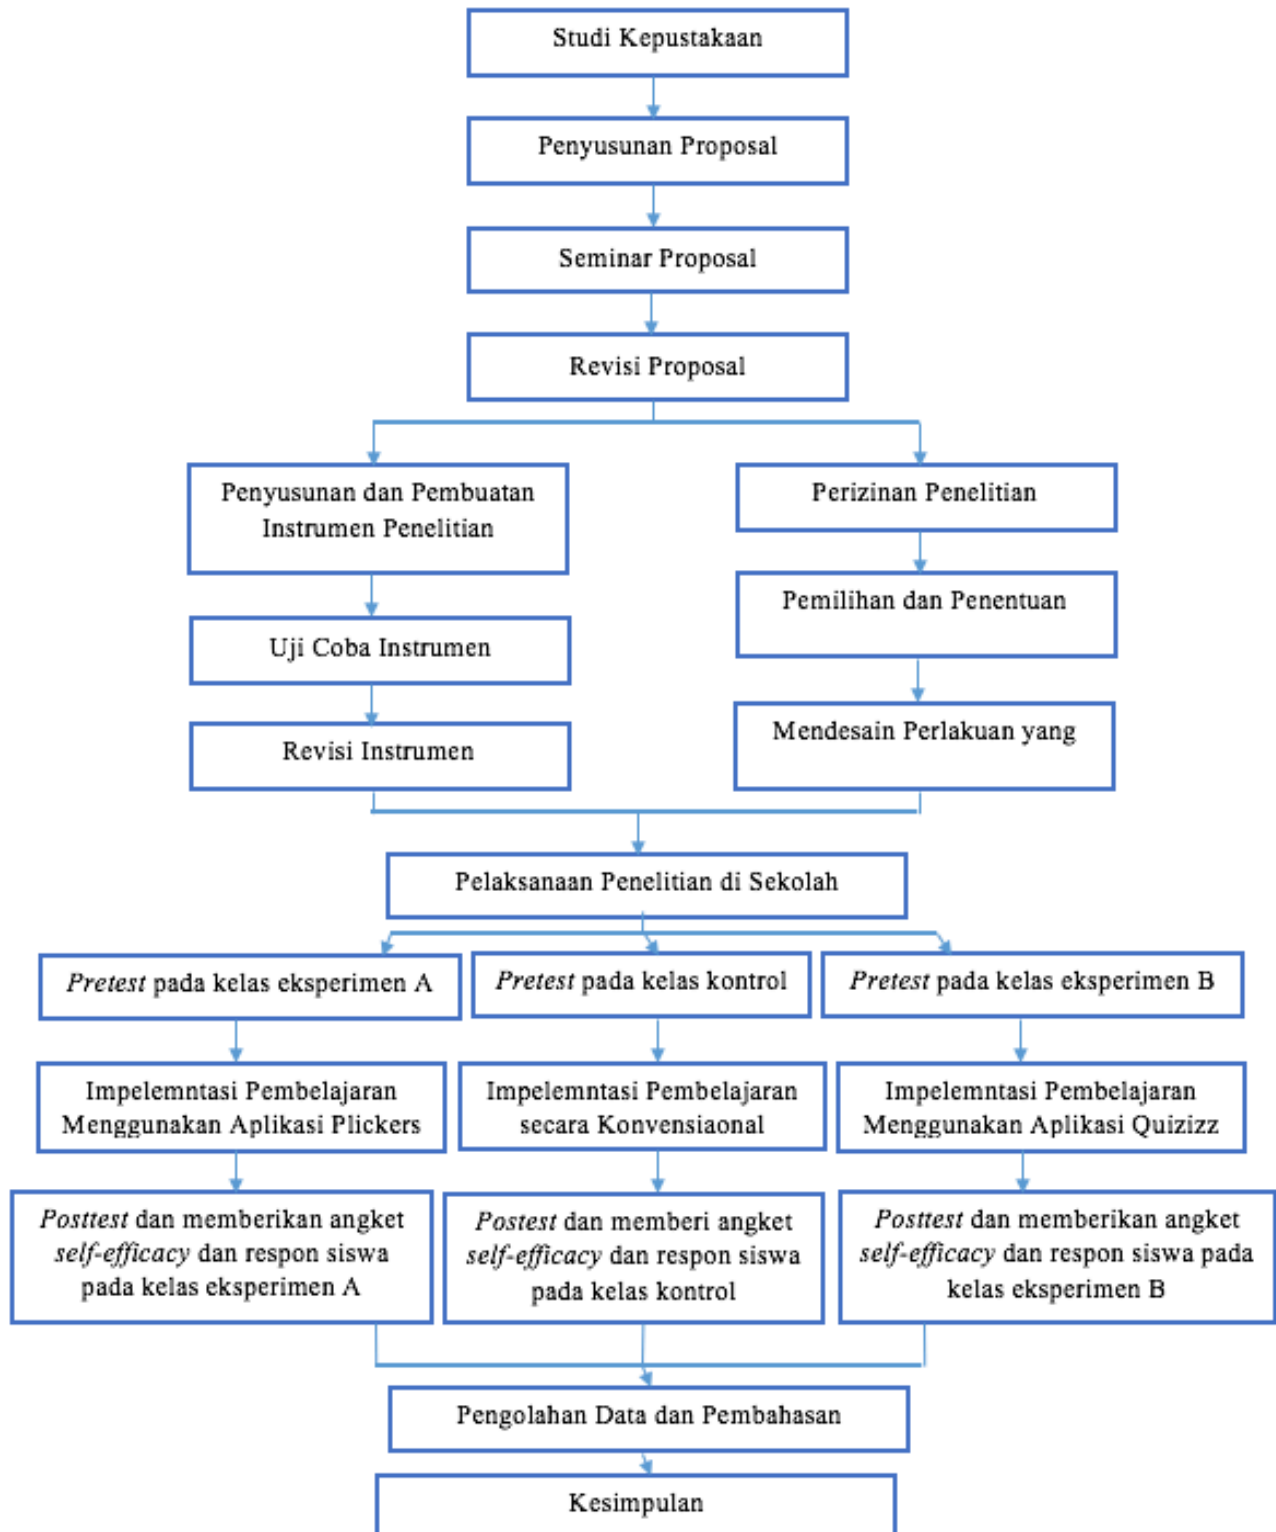 Studi Kepustakaan
Penyusunan Proposal
Seminar Proposal
Revisi Proposal
Penyusunan dan Pembuatan
Instrumen Penelitian
Uji Coba Instrumen
Revisi Instrumen
Perizinan Penelitian
Pemilihan dan Penentuan
Mendesain Perlakuan yang
Pelaksanaan Penelitian di Sekolah
Pretest pada kelas eksperimen A
Impelemntasi Pembelajaran
Menggunakan Aplikasi Plickers
Posttest dan memberikan angket
self-efficacy dan respon siswa
pada kelas eksperimen A
Pretest pada kelas kontrol
Impelemntasi Pembelajaran
secara Konvensiaonal
Postest dan memberi angket
self-efficacy dan respon siswa
pada kelas kontrol
Pretest pada kelas eksperimen B
Impelemntasi Pembelajaran
Menggunakan Aplikasi Quizizz
Posttest dan memberikan angket
self-efficacy dan respon siswa pada
kelas eksperimen B
Pengolahan Data dan Pembahasan
Kesimpulan